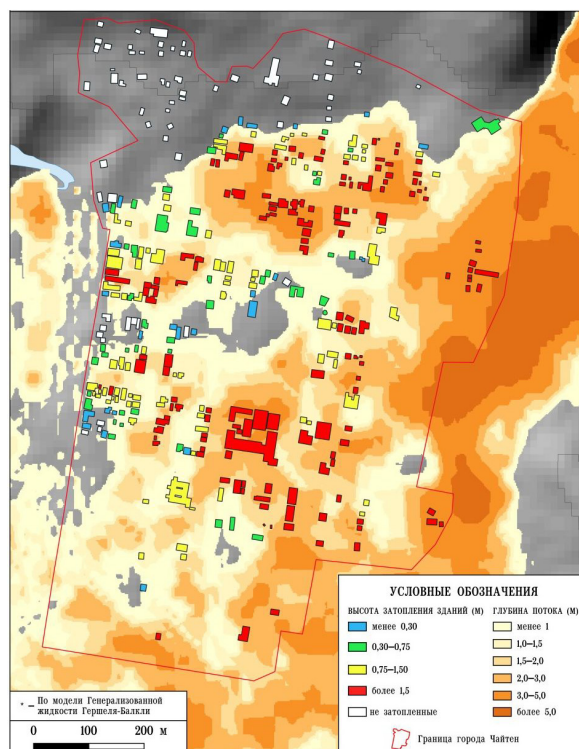 УСЛОВНЫЕ ОБОЗНАЧЕНИЯ
ВЫСОТА ЗАТОПЛЕНИЯ ЗДАНИЙ (М)
менее 0,30
0,30—0,75
0,75—1,50
более 1,5
не затопленные
ГЛУБИНА ПОТОКА (М)
менее 1
1,0—1,5
1,5—2,0
2,0—3,0
3,0—5,0
более 5,0
Граница города Чайтен
* — По модели Генерализованной
жидкости Гершеля-Балкли
0 100 200 м